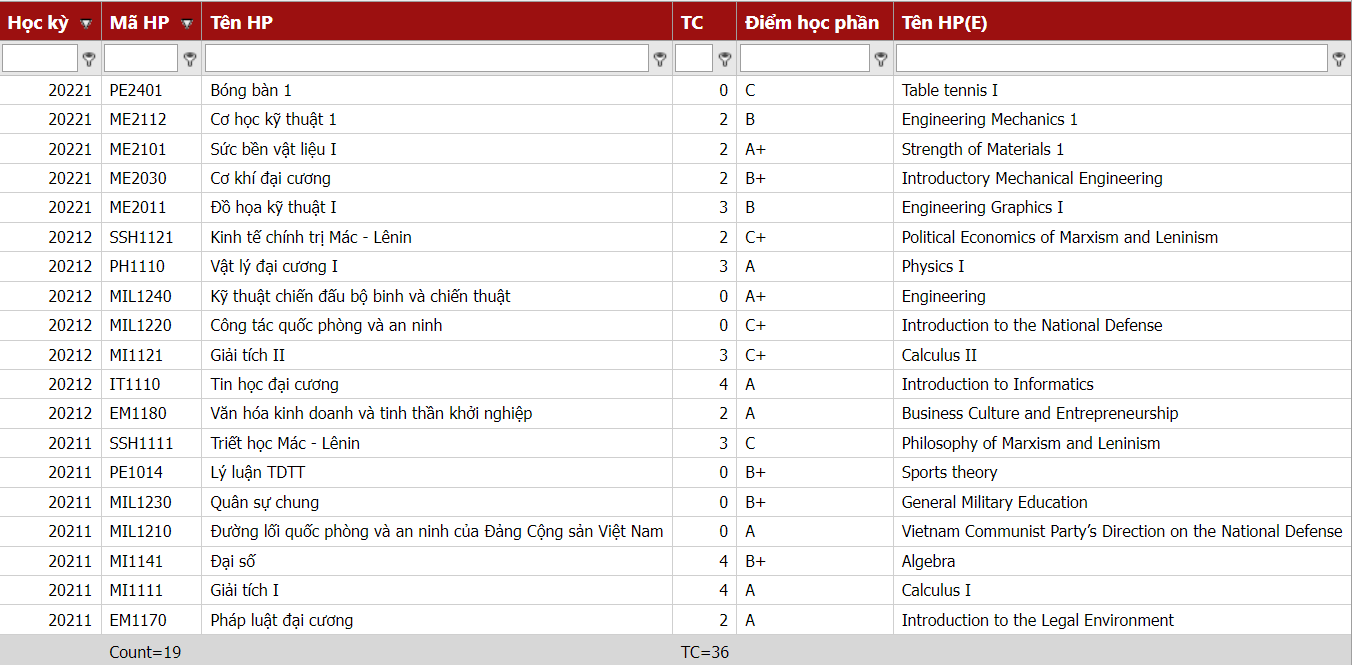 Học kỳ Mã HP Tên HP TC Điểm học phần Tên HP(E)
20221 PE2401 Bóng bàn 1 0 C Table tennis I
20221 ME2112 Cơ học kỹ thuật 1 2 B Engineering Mechanics 1
20221 ME2101 Sức bền vật liệu I 2 A+ Strength of Materials 1
20221 ME2030 Cơ khí đại cương 2 B+ Introductory Mechanical Engineering
20221 ME2011 Đồ họa kỹ thuật I 3 B Engineering Graphics I
20212 SSH1121 Kinh tế chính trị Mác - Lênin 2 C+ Political Economics of Marxism and Leninism
20212 PH1110 Vật lý đại cương I 3 A Physics I
20212 MIL1240 Kỹ thuật chiến đấu bộ binh và chiến thuật 0 A+ Engineering
20212 MIL1220 Công tác quốc phòng và an ninh 0 C+ Introduction to the National Defense
20212 MI1121 Giải tích II 3 C+ Calculus II
20212 IT1110 Tin học đại cương 4 A Introduction to Informatics
20212 EM1180 Văn hóa kinh doanh và tinh thần khởi nghiệp 2 A Business Culture and Entrepreneurship
20211 SSH1111 Triết học Mác - Lênin 3 C Philosophy of Marxism and Leninism
20211 PE1014 Lý luận TDTT 0 B+ Sports theory
20211 MIL1230 Quân sự chung 0 B+ General Military Education
20211 MIL1210 Đường lối quốc phòng và an ninh của Đảng Cộng sản Việt Nam 0 A Vietnam Communist Party’s Direction on the National Defense
20211 MI1141 Đại số 4 B+ Algebra
20211 MI1111 Giải tích I 4 A Calculus I
20211 EM1170 Pháp luật đại cương 2 A Introduction to the Legal Environment
Count=19 TC=36